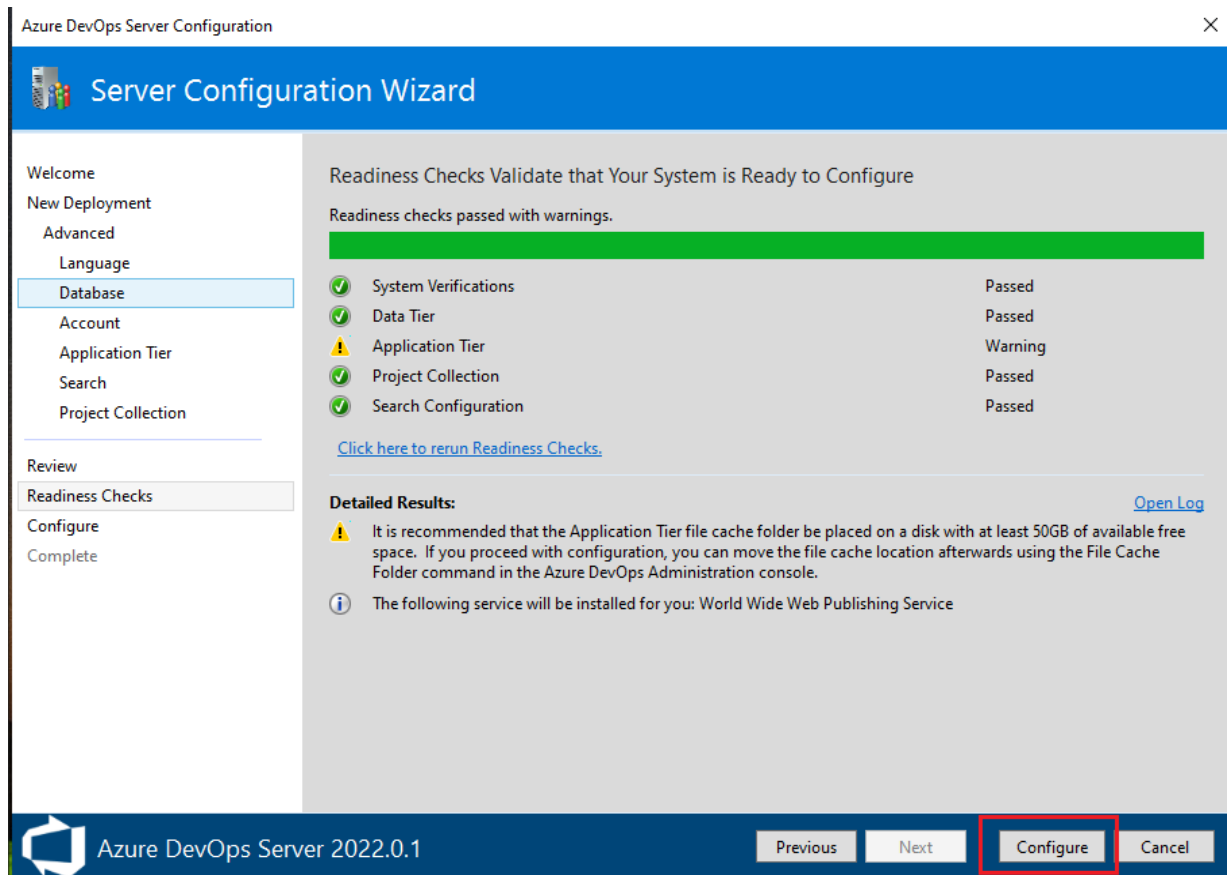 Azure DevOps Server Configuration
Server Configuration Wizard
Welcome
New Deployment
Advanced
Language
Database
Account
Application Tier
Search
Project Collection
Review
Readiness Checks
Configure
Complete
Readiness Checks Validate that Your System is Ready to Configure
Readiness checks passed with warnings.
System Verifications Passed
Data Tier Passed
Application Tier Warning
Project Collection Passed
Search Configuration Passed
Click here to rerun Readiness Checks.
Detailed Results: Open Log
It is recommended that the Application Tier file cache folder be placed on a disk with at least 50GB of available free
space. If you proceed with configuration, you can move the file cache location afterwards using the File Cache
Folder command in the Azure DevOps Administration console.
The following service will be installed for you: World Wide Web Publishing Service
Azure DevOps Server 2022.0.1
Previous Next Configure Cancel